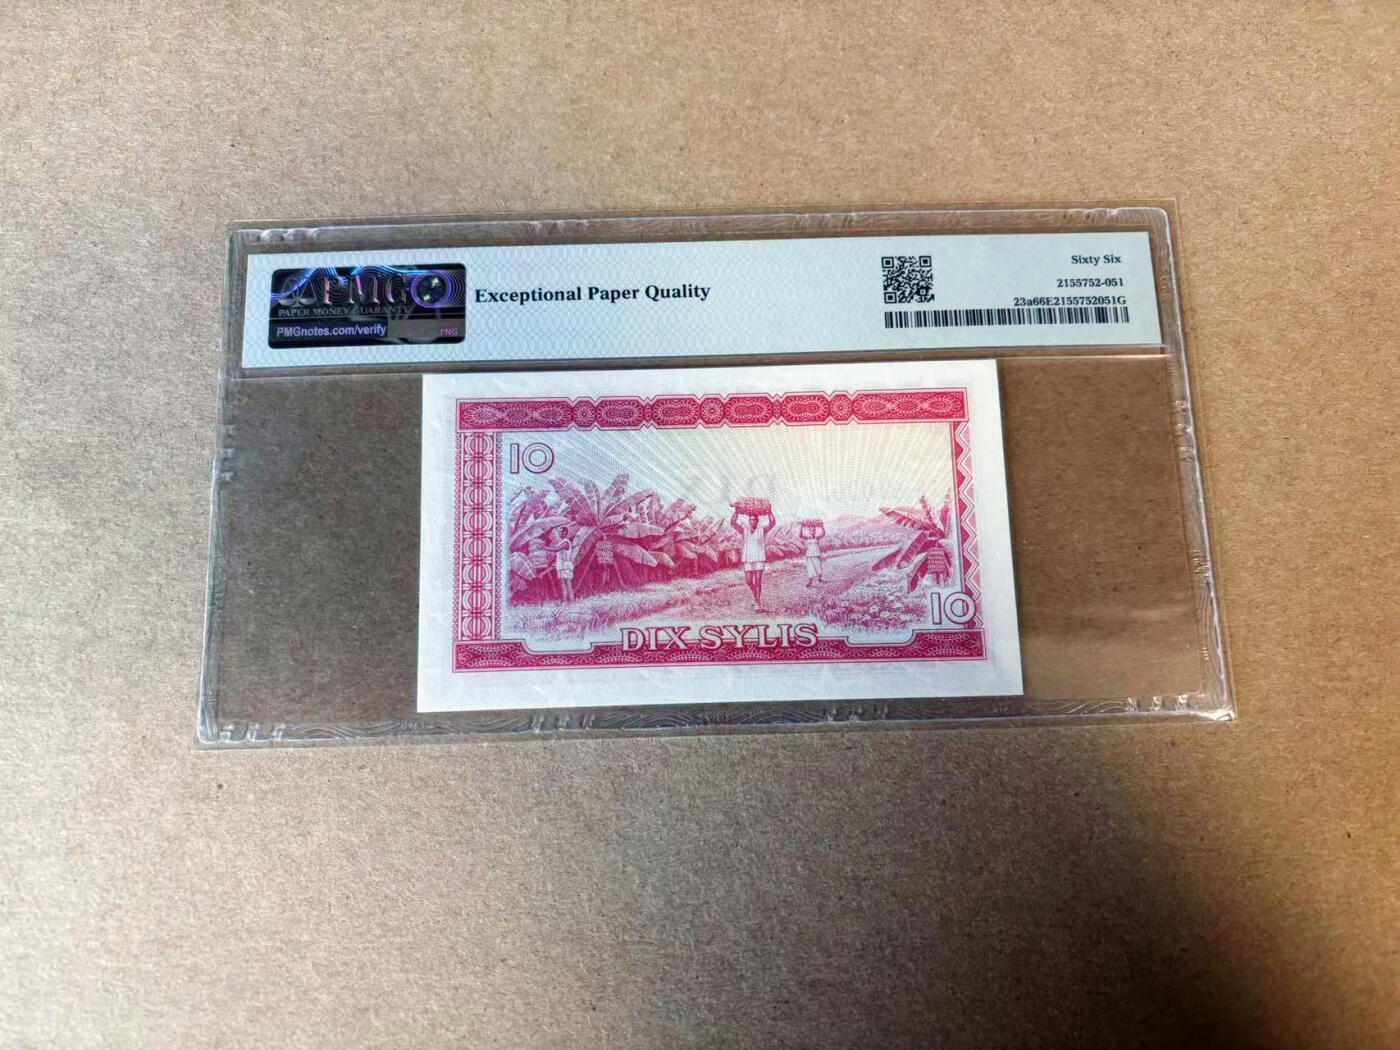 PMG
PAPER MONEY GUARANTY
PMGnotes.com/verify
PNG
Exceptional Paper Quality
Sixty Six
2155752-051
23a66E2155752051G
10
10
DIX SYLIS